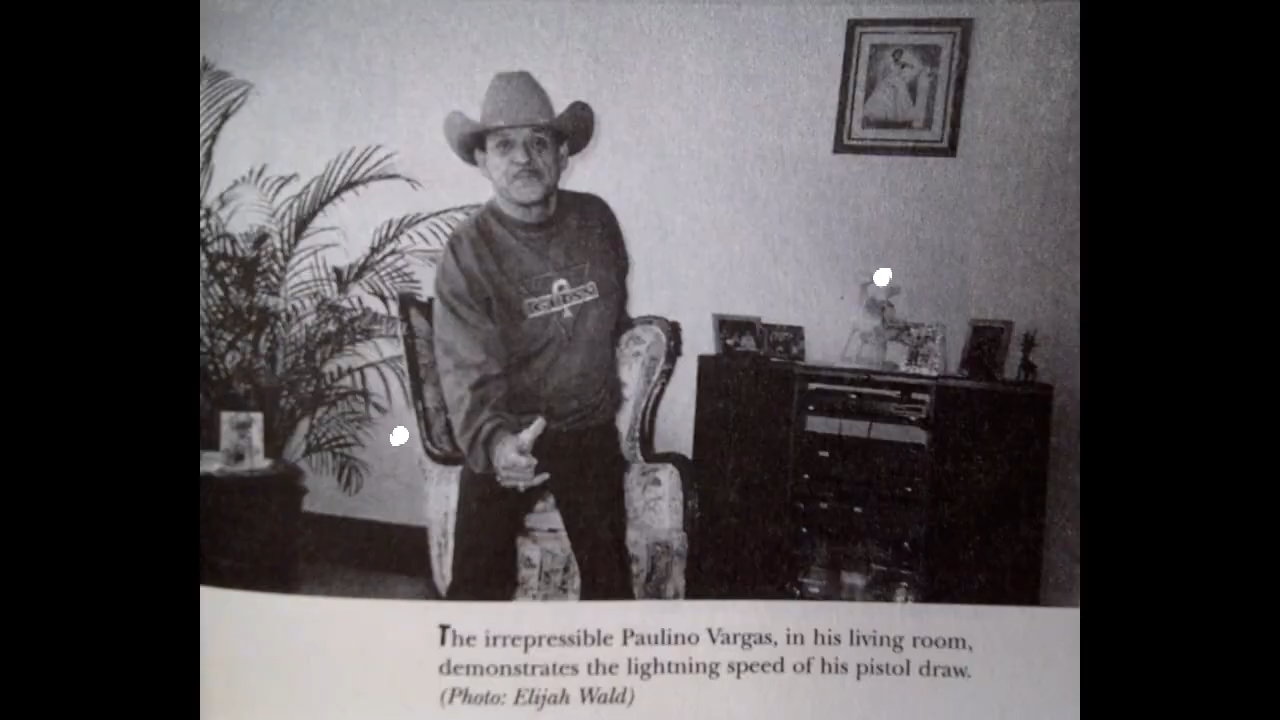 The irrepressible Paulino Vargas, in his living room,
demonstrates the lightning speed of his pistol draw.
(Photo: Elijah Wald)